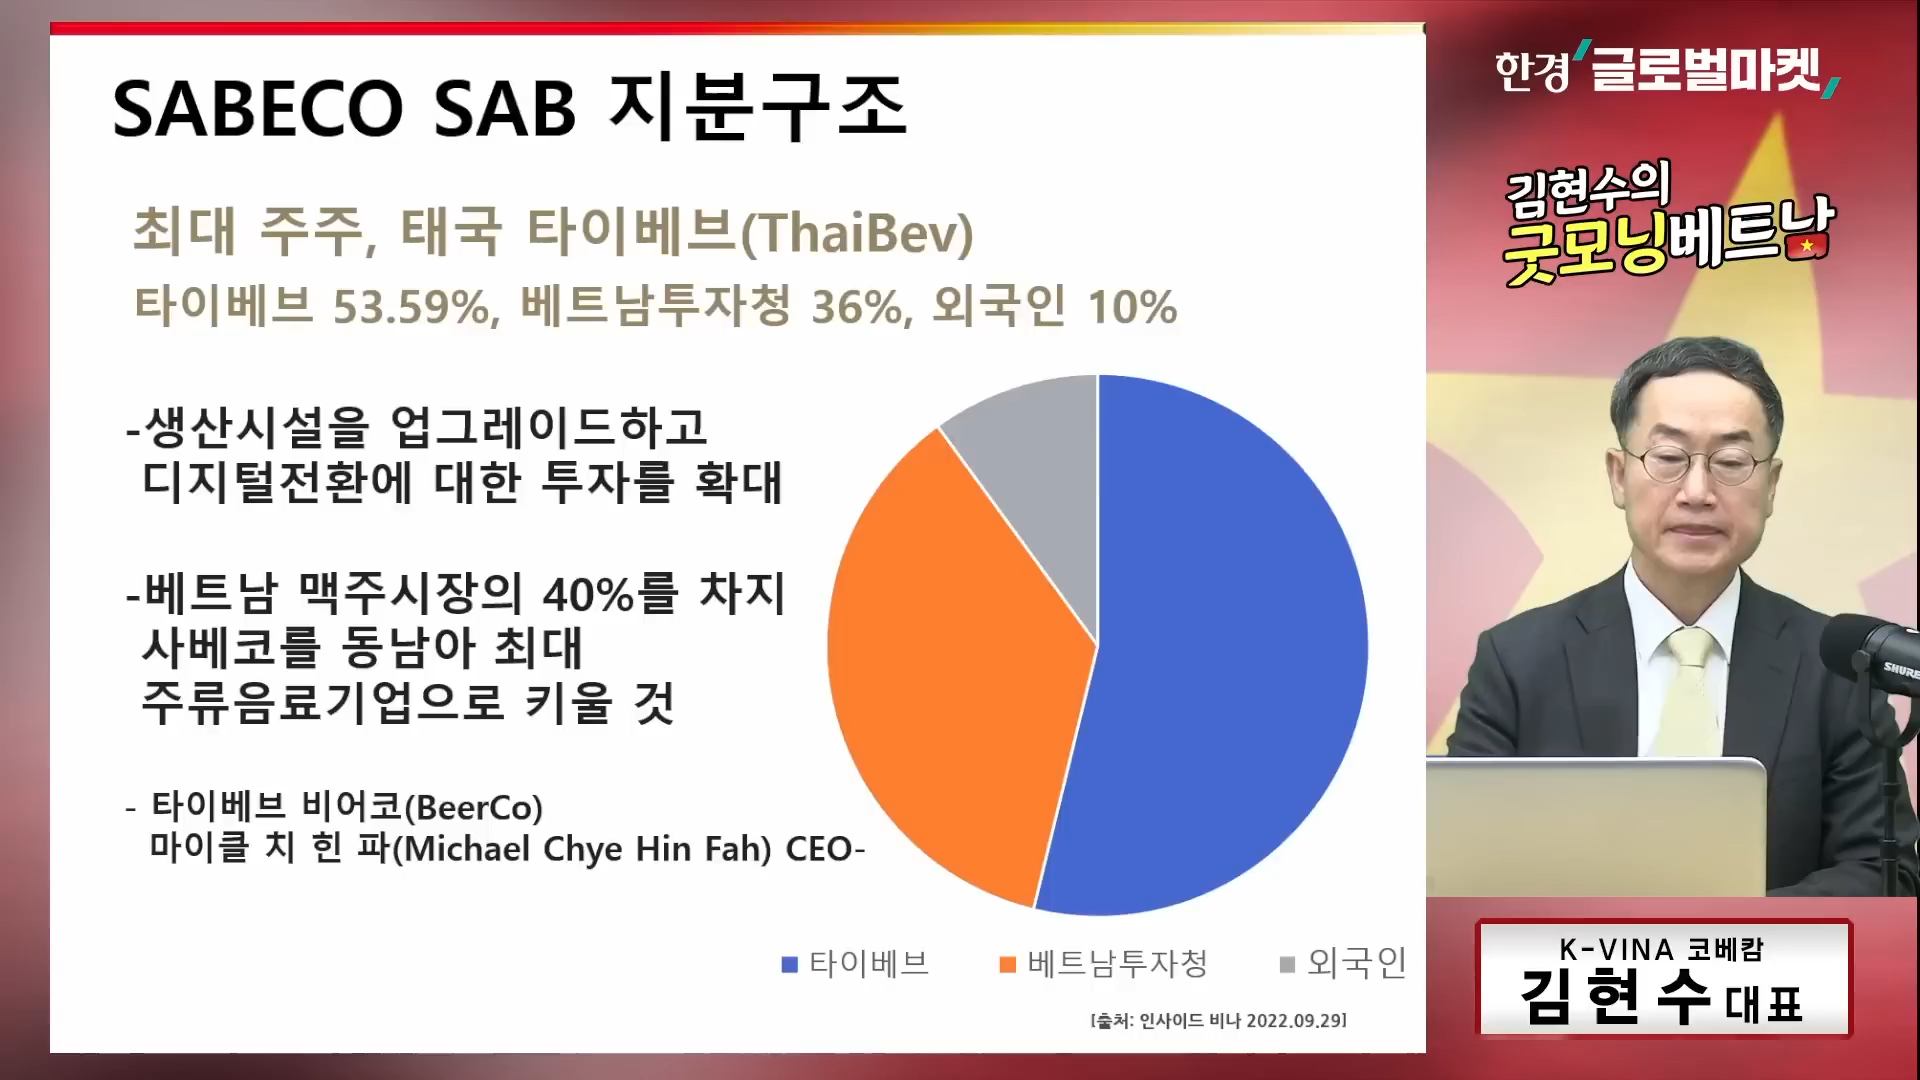 SABECO SAB 지분구조
최대 주주, 태국 타이베브(ThaiBev)
타이베브 53.59%, 베트남투자청 36%, 외국인 10%
-생산시설을 업그레이드하고
디지털전환에 대한 투자를 확대
-베트남 맥주시장의 40%를 차지
사베코를 동남아 최대
주류음료기업으로 키울 것
- 타이베브 비어코(BeerCo)
마이클 치 힌 파(Michael Chye Hin Fah) CEO-
타이베브 베트남투자청 외국인
[출처: 인사이드 비나 2022.09.29]
한경 글로벌마켓
김현수의
굿모닝베트남
SHURE
K-VINA 코베캄
김현수 대표